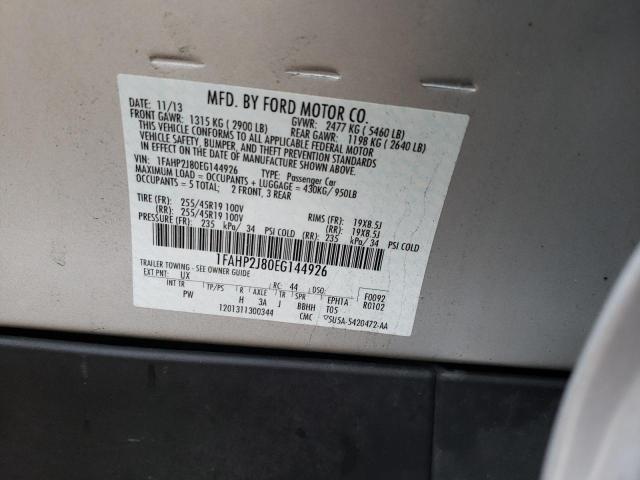 MFD. BY FORD MOTOR CO.
DATE: 11/13 GVWR: 2477 KG ( 5460 LB)
FRONT GAWR: 1315 KG ( 2900 LB) REAR GAWR: 1198 KG ( 2640 LB)
THIS VEHICLE CONFORMS TO ALL APPLICABLE FEDERAL MOTOR
VEHICLE SAFETY, BUMPER, AND THEFT PREVENTION STANDARDS IN
EFFECT ON THE DATE OF MANUFACTURE SHOWN ABOVE.
VIN: 1FAHP2J80EG144926 TYPE: Passenger Car
MAXIMUM LOAD = OCCUPANTS + LUGGAGE = 430KG/ 950LB
OCCUPANTS = 5 TOTAL; 2 FRONT, 3 REAR
TIRE (FR): 255/45R19 100V RIMS (FR): 19X8.5J
(RR): 255/45R19 100V (RR): 19X8.5J
PRESSURE (FR): 235 kPa/ 34 PSI COLD (RR): 235 kPa/ 34 PSI COLD
1FAHP2J80EG144926
TRAILER TOWING - SEE OWNER GUIDE
EXT PNT: UX RC: 44 DSO: F0092
INT TR TP/PS R AXLE TR SPR EPH1A R0102
PW H 3A J BBHH T05
1201311300344 CMC ▽SU5A-5420472-AA